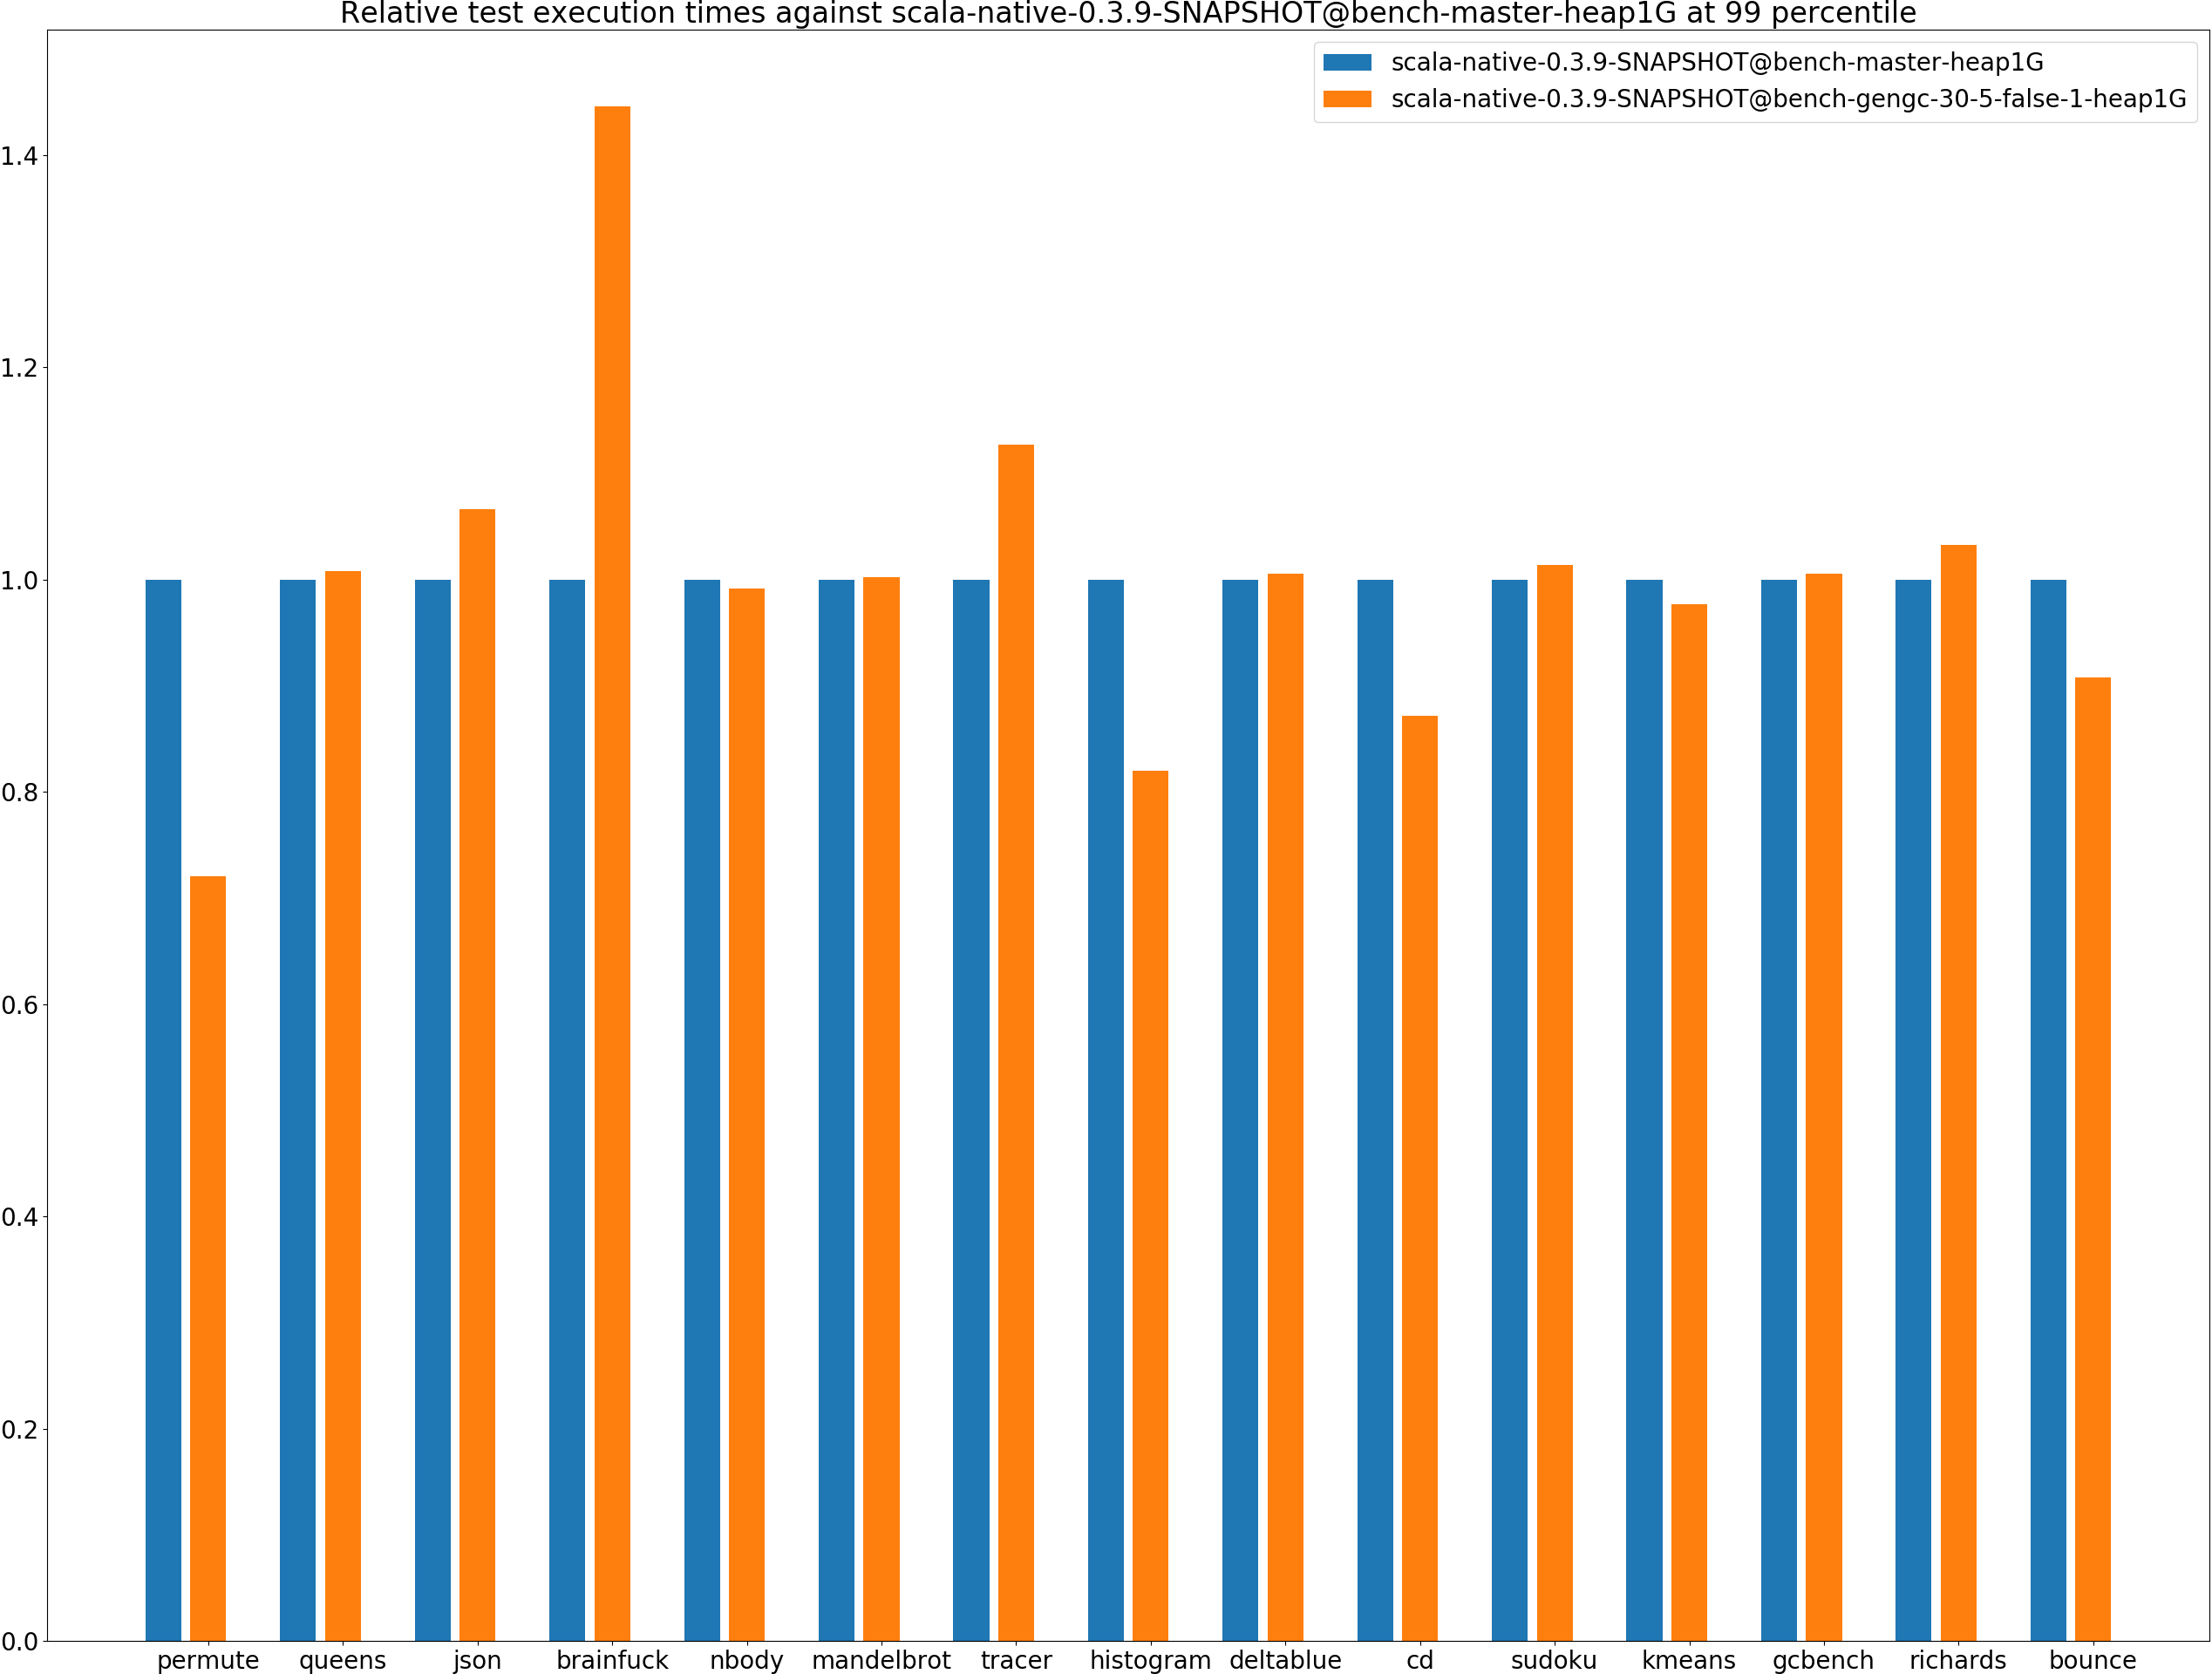 Relative test execution times against scala-native-0.3.9-SNAPSHOT@bench-master-heap1G at 99 percentile
scala-native-0.3.9-SNAPSHOT@bench-master-heap1G
scala-native-0.3.9-SNAPSHOT@bench-gengc-30-5-false-1-heap1G
1.4
1.2
1.0
0.8
0.6
0.4
0.2
0.0
permute queens json brainfuck nbody mandelbrot tracer histogram deltablue cd sudoku kmeans gcbench richards bounce